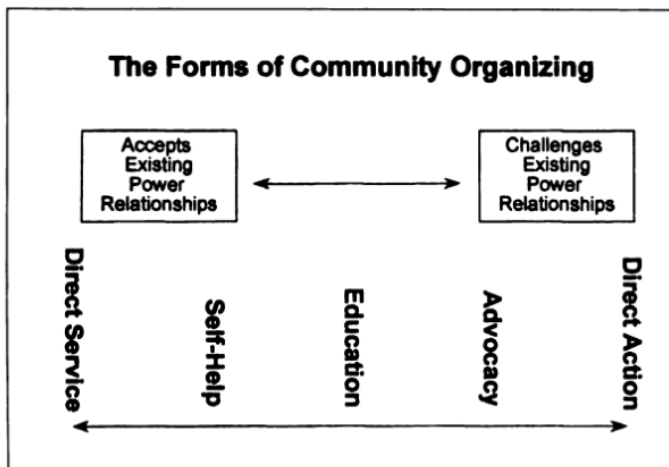 The Forms of Community Organizing
Accepts
Existing
Power
Relationships
Challenges
Existing
Power
Relationships
Direct Service
Self-Help
Education
Advocacy
Direct Action